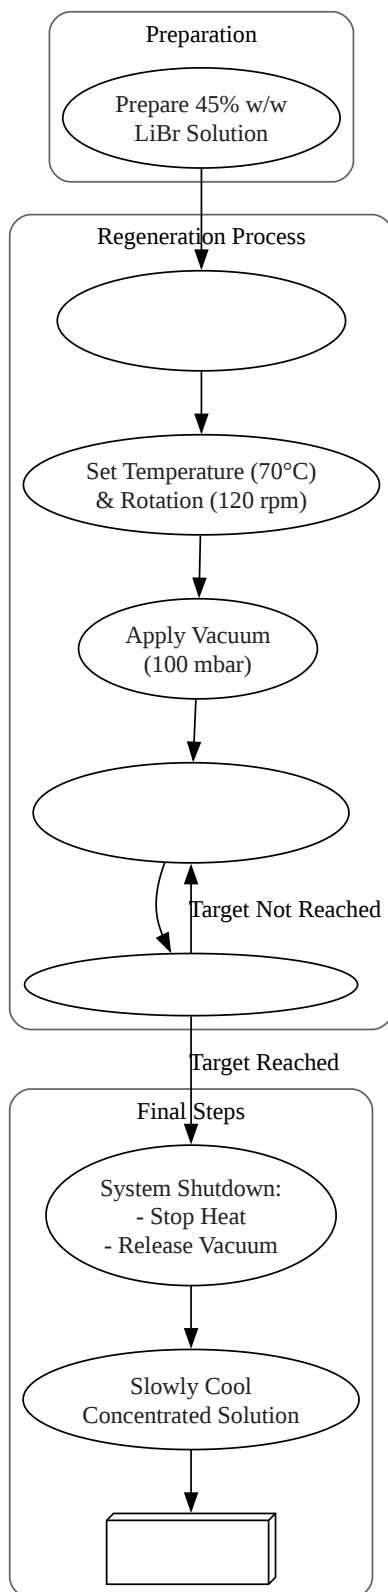 Preparation
Prepare 45% w/w
LiBr Solution
Regeneration Process
Set Temperature (70°C)
& Rotation (120 rpm)
Apply Vacuum
(100 mbar)
Target Not Reached
Target Reached
Final Steps
System Shutdown:
- Stop Heat
- Release Vacuum
Slowly Cool
Concentrated Solution